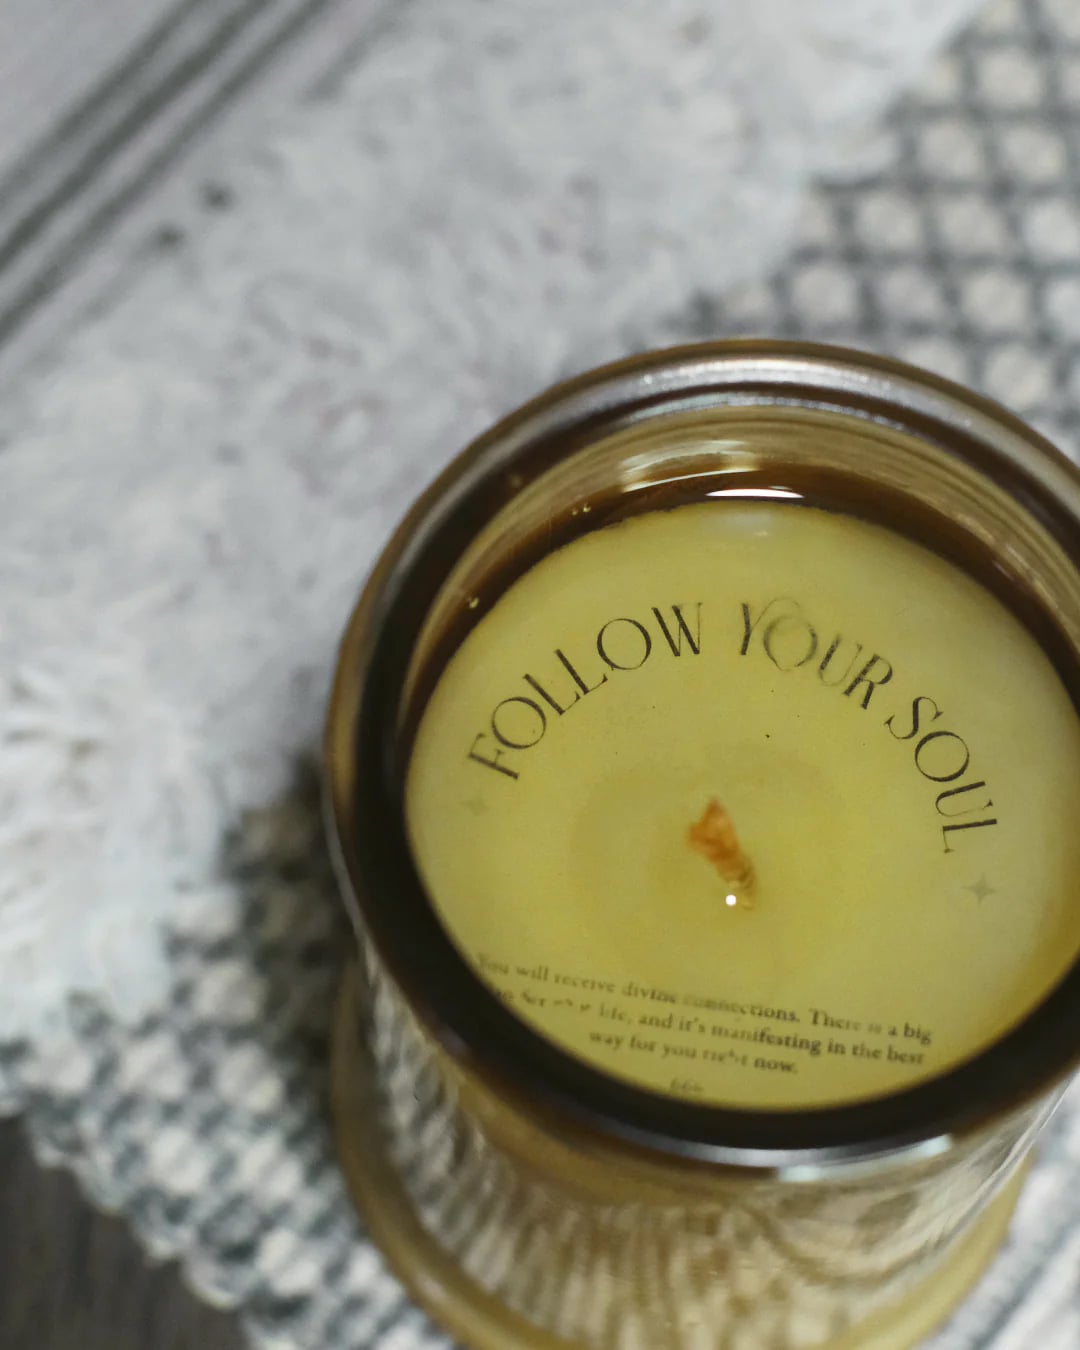 FOLLOW YOUR SOUL
You will receive divine connections. There is a big
life, and it's manifesting in the best
way for you right now.